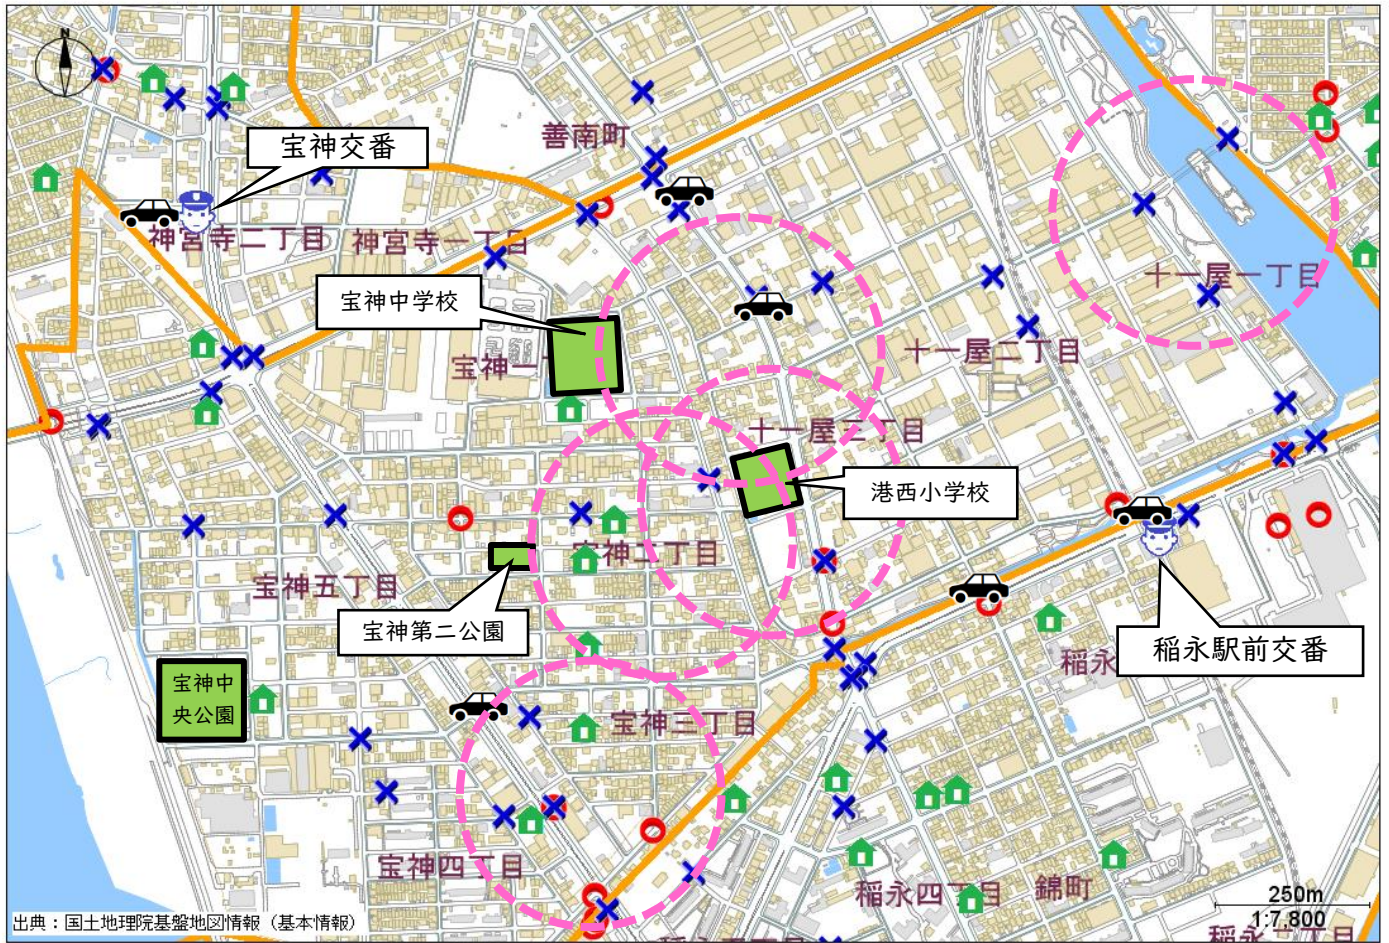 N
善南町
宝神交番
神宮寺二丁目
神宮寺一丁目
十一屋一丁目
宝神中学校
宝神一
十一屋二丁目
十一屋三丁目
港西小学校
宝神二丁目
宝神五丁目
宝神第二公園
稲永駅前交番
稲永
宝神中
央公園
宝神三丁目
宝神四丁目
稲永四丁目
錦町
250m
1:7,800
出典：国土地理院基盤地図情報（基本情報）